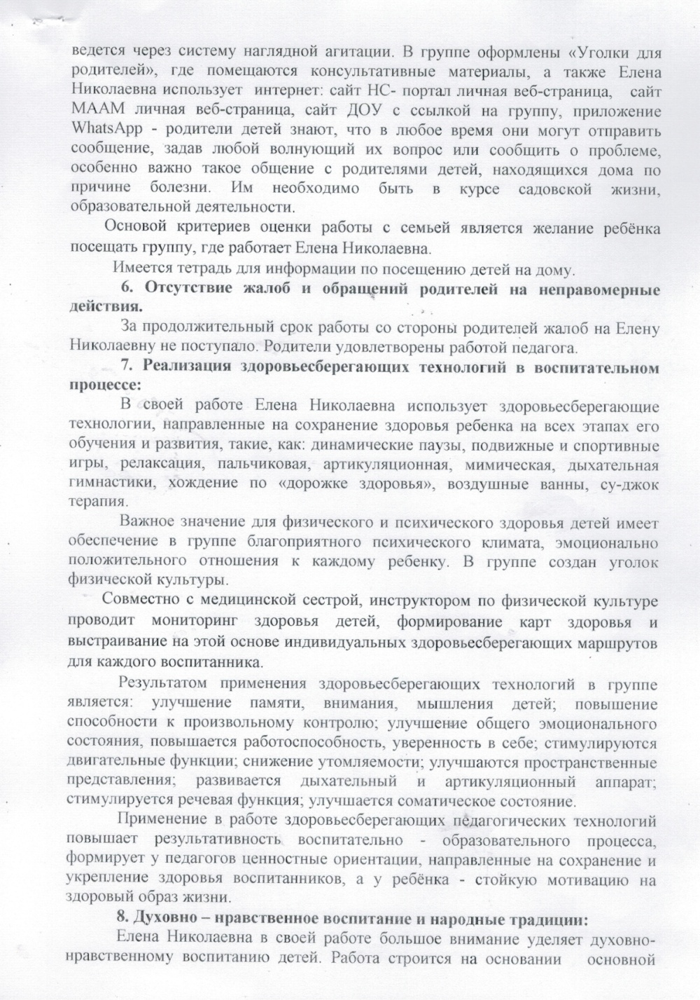 ведется через систему наглядной агитации. В группе оформлены «Уголки для
родителей», где помещаются консультативные материалы, а также Елена
Николаевна использует интернет: сайт НС- портал личная веб-страница, сайт
МААМ личная веб-страница, сайт ДОУ с ссылкой на группу, приложение
WhatsApp - родители детей знают, что в любое время они могут отправить
сообщение, задав любой волнующий их вопрос или сообщить о проблеме,
особенно важно такое общение с родителями детей, находящихся дома по
причине болезни. Им необходимо быть в курсе садовской жизни,
образовательной деятельности.
Основой критериев оценки работы с семьей является желание ребёнка
посещать группу, где работает Елена Николаевна.
Имеется тетрадь для информации по посещению детей на дому.
6. Отсутствие жалоб и обращений родителей на неправомерные
действия.
За продолжительный срок работы со стороны родителей жалоб на Елену
Николаевну не поступало. Родители удовлетворены работой педагога.
7. Реализация здоровьесберегающих технологий в воспитательном
процессе:
В своей работе Елена Николаевна использует здоровьесберегающие
технологии, направленные на сохранение здоровья ребенка на всех этапах его
обучения и развития, такие, как: динамические паузы, подвижные и спортивные
игры, релаксация, пальчиковая, артикуляционная, мимическая, дыхательная
гимнастики, хождение по «дорожке здоровья», воздушные ванны, су-джок
терапия.
Важное значение для физического и психического здоровья детей имеет
обеспечение в группе благоприятного психического климата, эмоционально
положительного отношения к каждому ребенку. В группе создан уголок
физической культуры.
Совместно с медицинской сестрой, инструктором по физической культуре
проводит мониторинг здоровья детей, формирование карт здоровья и
выстраивание на этой основе индивидуальных здоровьесберегающих маршрутов
для каждого воспитанника.
Результатом применения здоровьесберегающих технологий в группе
является: улучшение памяти, внимания, мышления детей; повышение
способности к произвольному контролю; улучшение общего эмоционального
состояния, повышается работоспособность, уверенность в себе; стимулируются
двигательные функции; снижение утомляемости; улучшаются пространственные
представления; развивается дыхательный и артикуляционный аппарат;
стимулируется речевая функция; улучшается соматическое состояние.
Применение в работе здоровьесберегающих педагогических технологий
повышает результативность воспитательно - образовательного процесса,
формирует у педагогов ценностные ориентации, направленные на сохранение и
укрепление здоровья воспитанников, а у ребёнка - стойкую мотивацию на
здоровый образ жизни.
8. Духовно – нравственное воспитание и народные традиции:
Елена Николаевна в своей работе большое внимание уделяет духовно-
нравственному воспитанию детей. Работа строится на основании основной